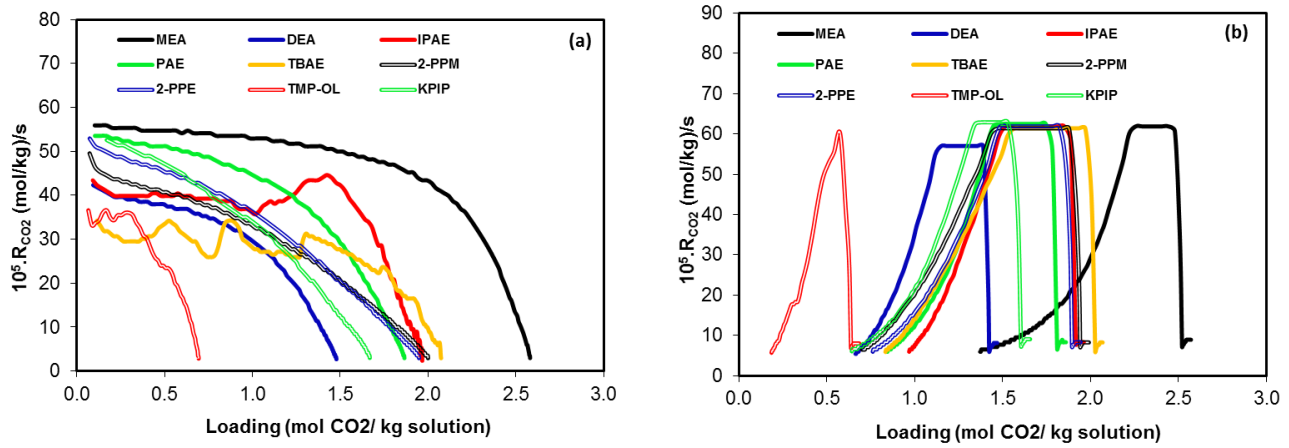 (a)
MEA DEA IPAE
PAE TBAE 2-PPM
2-PPE TMP-OL KPIP
80
70
60
50
40
30
20
10
0
10⁵.R_CO2 (mol/kg)/s
0.0 0.5 1.0 1.5 2.0 2.5 3.0
Loading (mol CO2/ kg solution)
(b)
MEA DEA IPAE
PAE TBAE 2-PPM
2-PPE TMP-OL KPIP
90
80
70
60
50
40
30
20
10
0
10⁵.R_CO2 (mol/kg)/s
0.0 0.5 1.0 1.5 2.0 2.5 3.0
Loading (mol CO2/ kg solution)